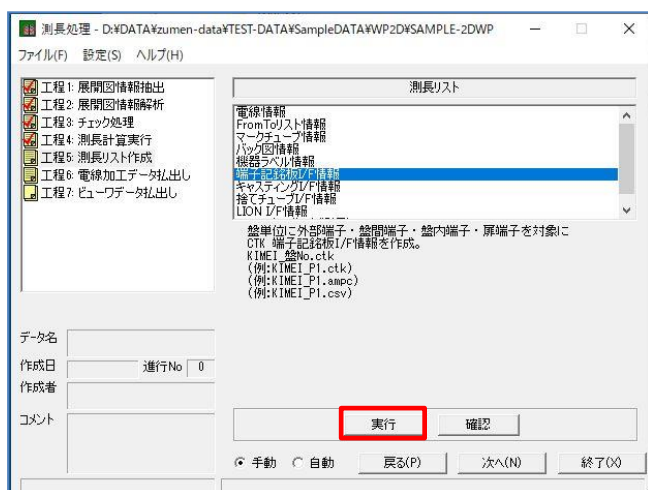 測長処理 - D:¥DATA¥zumen-data¥TEST-DATA¥SampleDATA¥WP2D¥SAMPLE-2DWP
ファイル(F) 設定(S) ヘルプ(H)
工程1: 展開図情報抽出
工程2: 展開図情報解析
工程3: チェック処理
工程4: 測長計算実行
工程5: 測長リスト作成
工程6: 電線加工データ払出し
工程7: ビューワデータ払出し
測長リスト
電線情報
FromToリスト情報
マークチューブ情報
バック図情報
機器ラベル情報
端子記銘板I/F情報
キャスティングI/F情報
捨てチューブI/F情報
LION I/F情報
盤単位に外部端子・盤間端子・盤内端子・扉端子を対象に
CTK 端子記銘板I/F情報を作成。
KIMEI_盤No.ctk
(例:KIMEI_P1.ctk)
(例:KIMEI_P1.ampc)
(例:KIMEI_P1.csv)
データ名
作成日 進行No 0
作成者
コメント
実行 確認
手動 自動 戻る(P) 次へ(N) 終了(X)